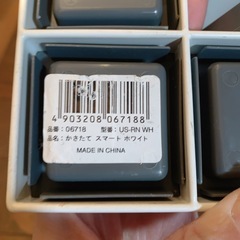 4 903208 067188
品番：06718 型番：US-RN WH
品名：かさたて スマート ホワイト
MADE IN CHINA